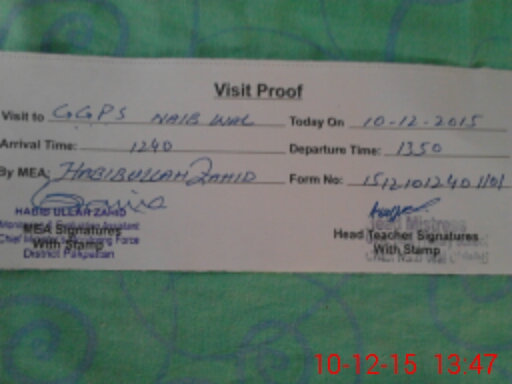 Visit Proof
Visit to GGPS NAIB WAL Today On 10-12-2015
Arrival Time: 1240 Departure Time: 1350
By MEA: HABIBULLAH ZAHID Form No: 15121012401101
HABIB ULLAH ZAHID
MEA Signatures Head Teacher Signatures
With Stamp With Stamp
District Pakpattan
10-12-15 13:47